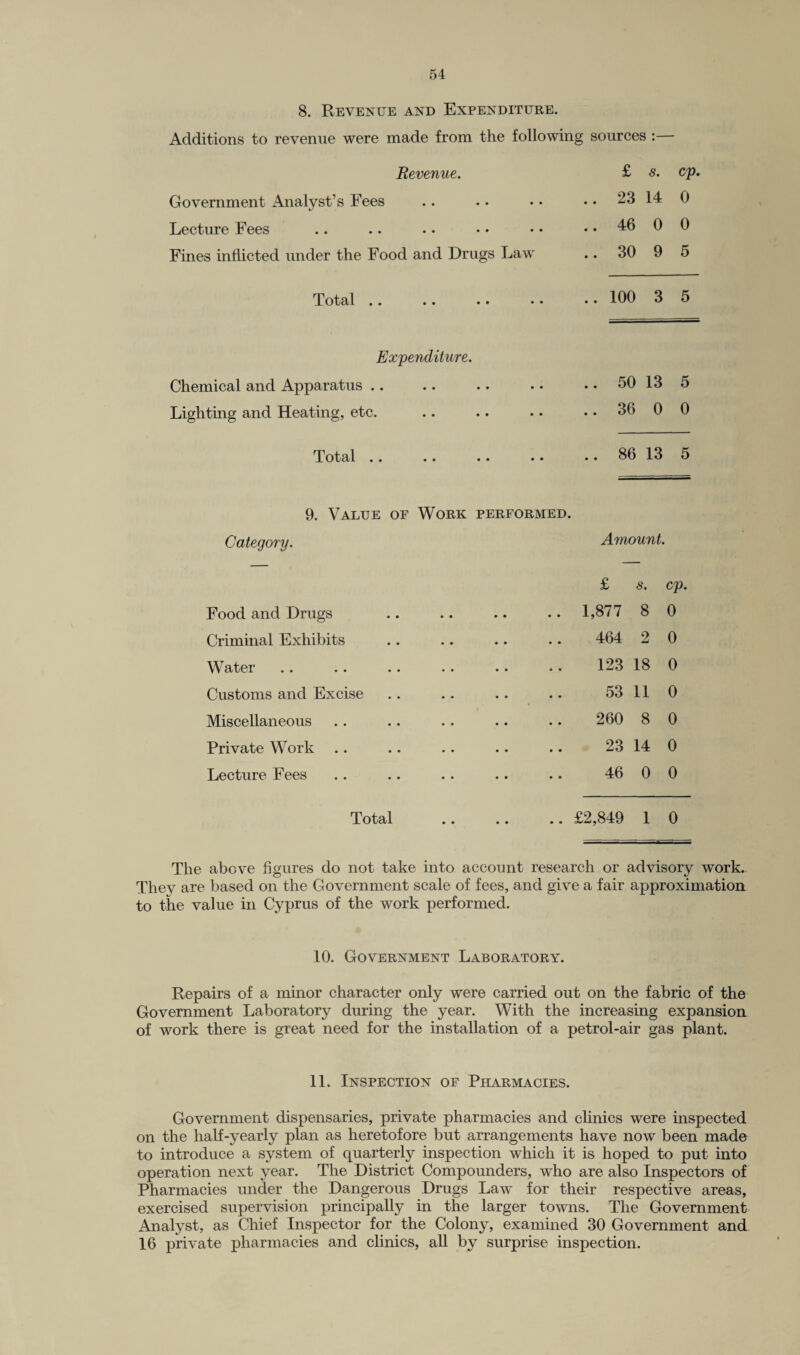 54
8. Revenue and Expenditure.
Additions to revenue were made from the following sources :—
Revenue. £ s. cp.
Government Analyst's Fees .. .. .. .. 23 14 0
Lecture Fees .. .. .. .. .. .. 46 0 0
Fines inflicted under the Food and Drugs Law .. 30 9 5
Total .. .. .. .. .. 100 3 5
Expenditure.
Chemical and Apparatus .. .. .. .. .. 50 13 5
Lighting and Heating, etc. .. .. .. .. 36 0 0
Total .. .. .. .. .. 86 13 5
9. Value of Work performed.
Category. Amount.
£ s. cp.
Food and Drugs .. .. .. .. 1,877 8 0
Criminal Exhibits .. .. .. .. 464 2 0
Water .. .. .. .. .. .. 123 18 0
Customs and Excise .. .. .. .. 53 11 0
Miscellaneous .. .. .. .. .. 260 8 0
Private Work .. .. .. .. .. 23 14 0
Lecture Fees .. .. .. .. .. 46 0 0
Total .. .. .. £2,849 1 0
The above figures do not take into account research or advisory work.
They are based on the Government scale of fees, and give a fair approximation
to the value in Cyprus of the work performed.
10. Government Laboratory.
Repairs of a minor character only were carried out on the fabric of the
Government Laboratory during the year. With the increasing expansion
of work there is great need for the installation of a petrol-air gas plant.
11. Inspection of Pharmacies.
Government dispensaries, private pharmacies and clinics were inspected
on the half-yearly plan as heretofore but arrangements have now been made
to introduce a system of quarterly inspection which it is hoped to put into
operation next year. The District Compounders, who are also Inspectors of
Pharmacies under the Dangerous Drugs Law for their respective areas,
exercised supervision principally in the larger towns. The Government
Analyst, as Chief Inspector for the Colony, examined 30 Government and
16 private pharmacies and clinics, all by surprise inspection.